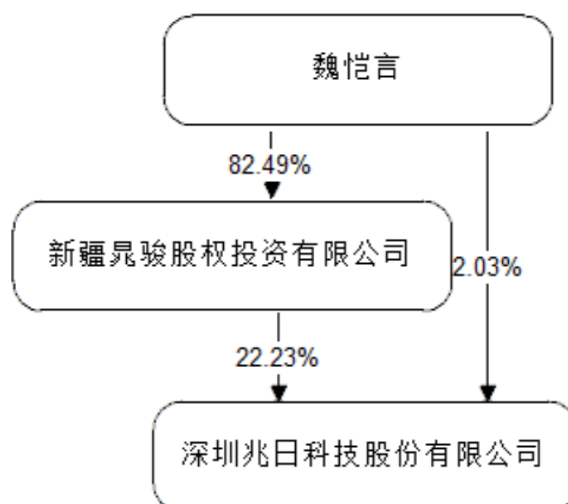 魏恺言
82.49%
新疆晁骏股权投资有限公司
2.03%
22.23%
深圳兆日科技股份有限公司